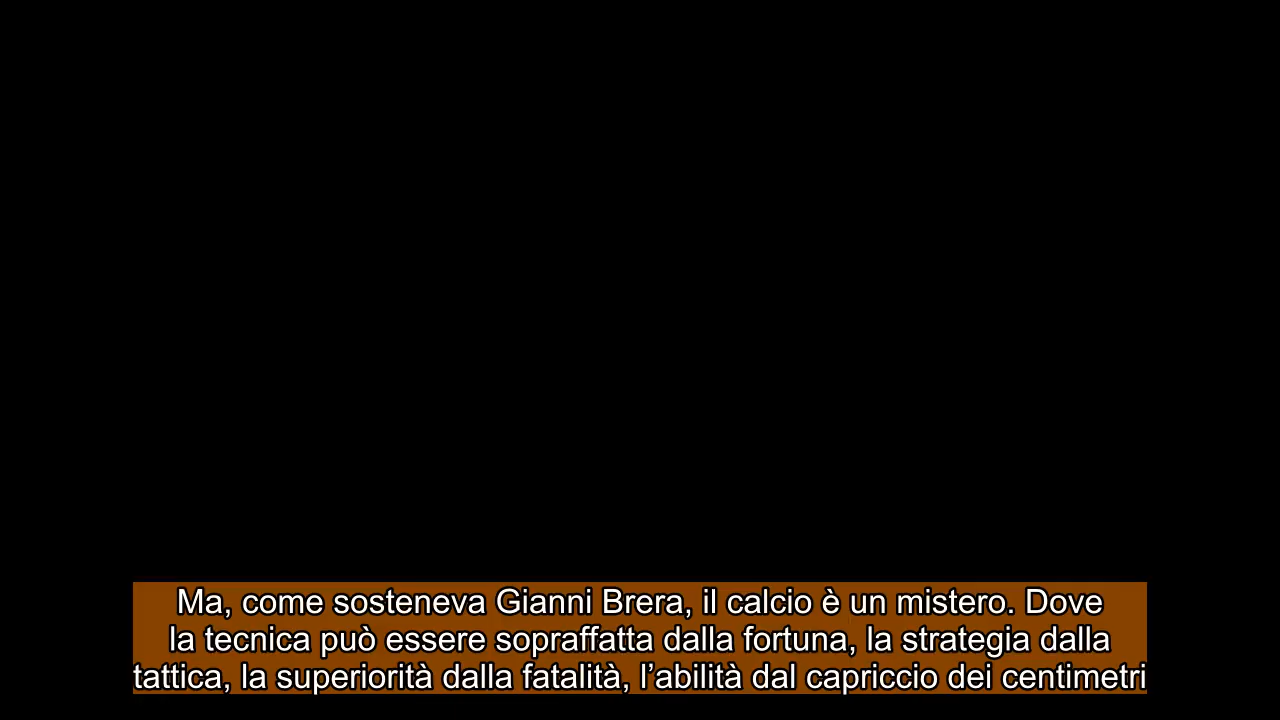 Ma, come sosteneva Gianni Brera, il calcio è un mistero. Dove
la tecnica può essere sopraffatta dalla fortuna, la strategia dalla
tattica, la superiorità dalla fatalità, l’abilità dal capriccio dei centimetri